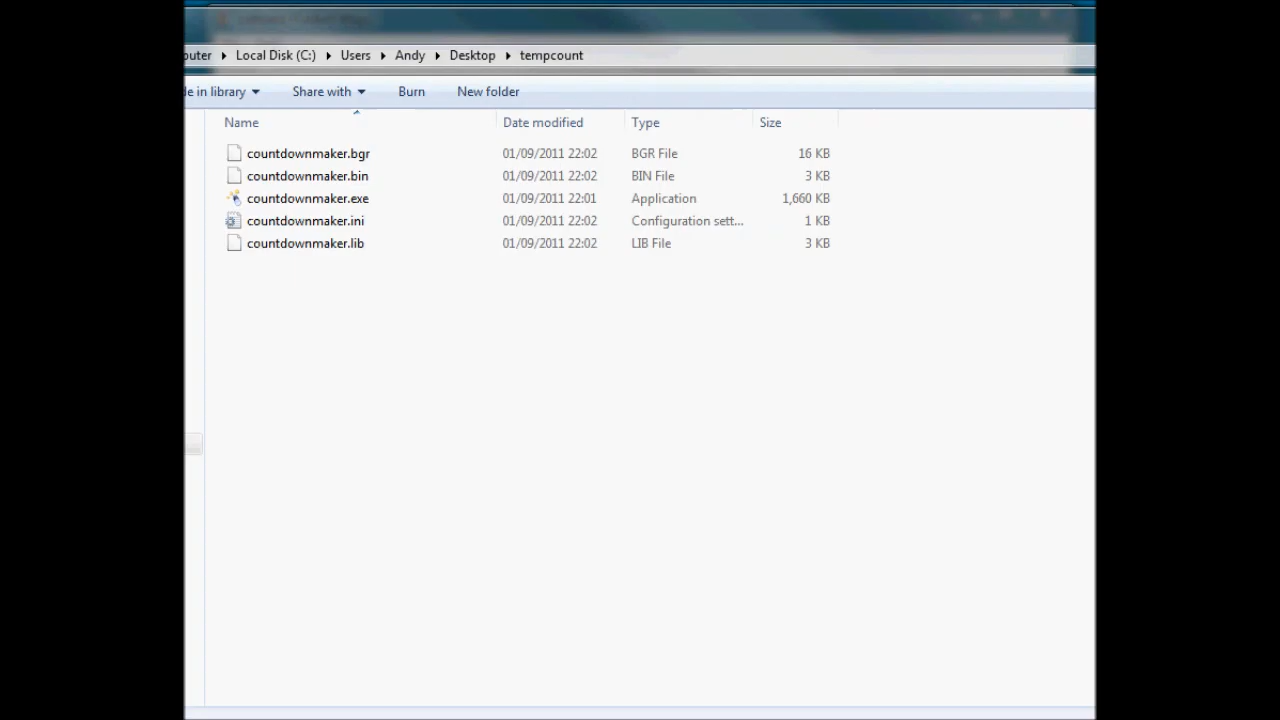 puter ▸ Local Disk (C:) ▸ Users ▸ Andy ▸ Desktop ▸ tempcount
de in library Share with Burn New folder
Name Date modified Type Size
countdownmaker.bgr 01/09/2011 22:02 BGR File 16 KB
countdownmaker.bin 01/09/2011 22:02 BIN File 3 KB
countdownmaker.exe 01/09/2011 22:01 Application 1,660 KB
countdownmaker.ini 01/09/2011 22:02 Configuration sett... 1 KB
countdownmaker.lib 01/09/2011 22:02 LIB File 3 KB